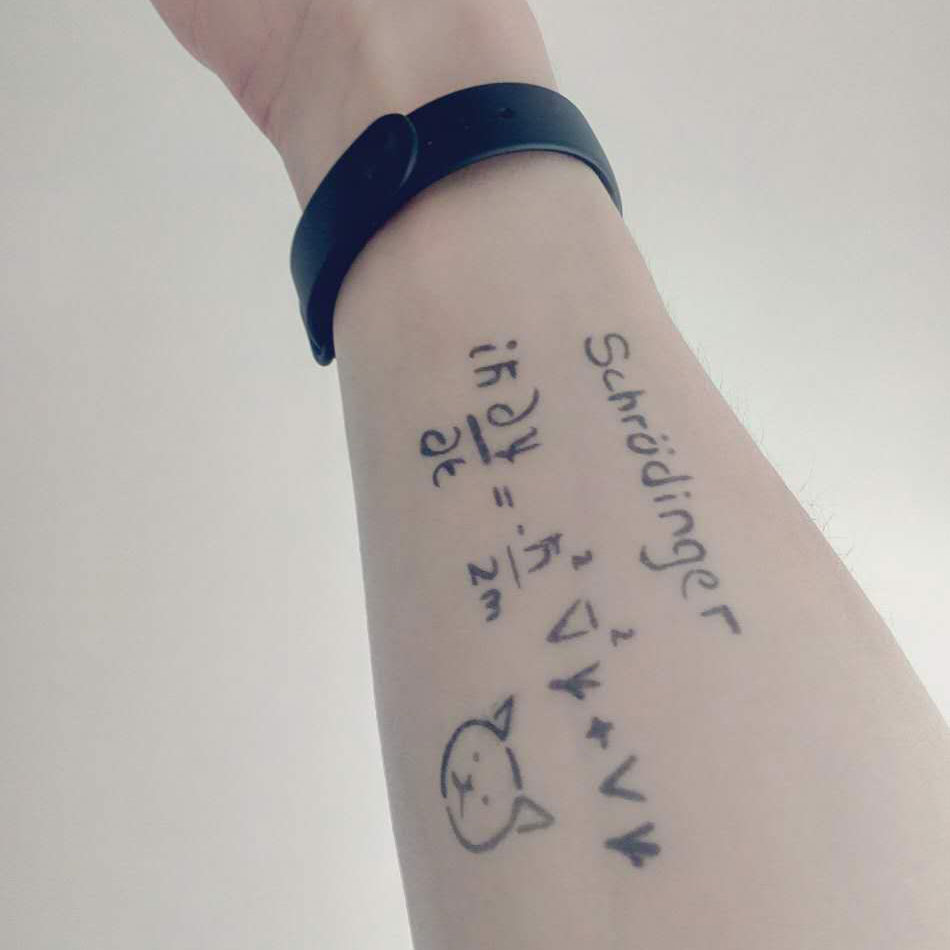 Schrödinger
iħ ∂ψ/∂t = -ħ²/2m ∇²ψ + Vψ